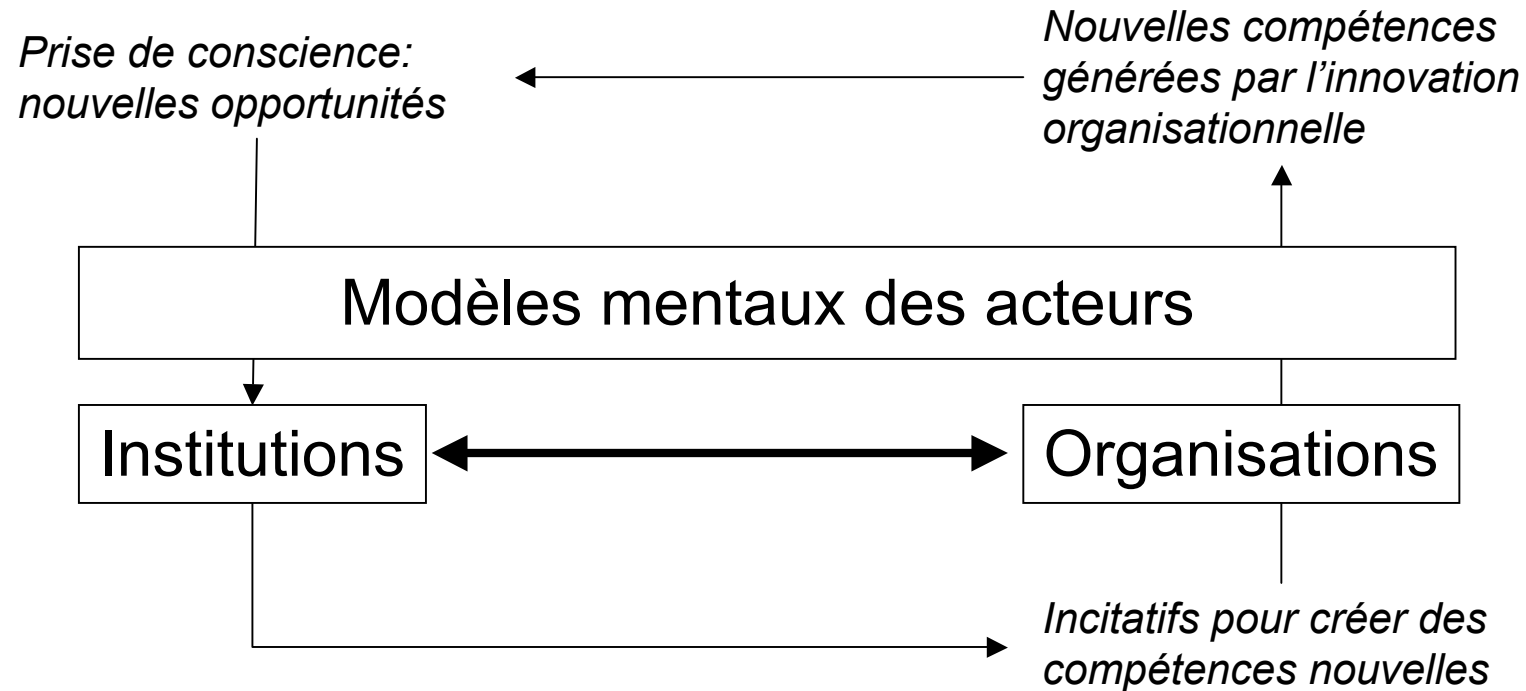 Prise de conscience:
nouvelles opportunités
Nouvelles compétences
générées par l’innovation
organisationnelle
Modèles mentaux des acteurs
Institutions
Organisations
Incitatifs pour créer des
compétences nouvelles